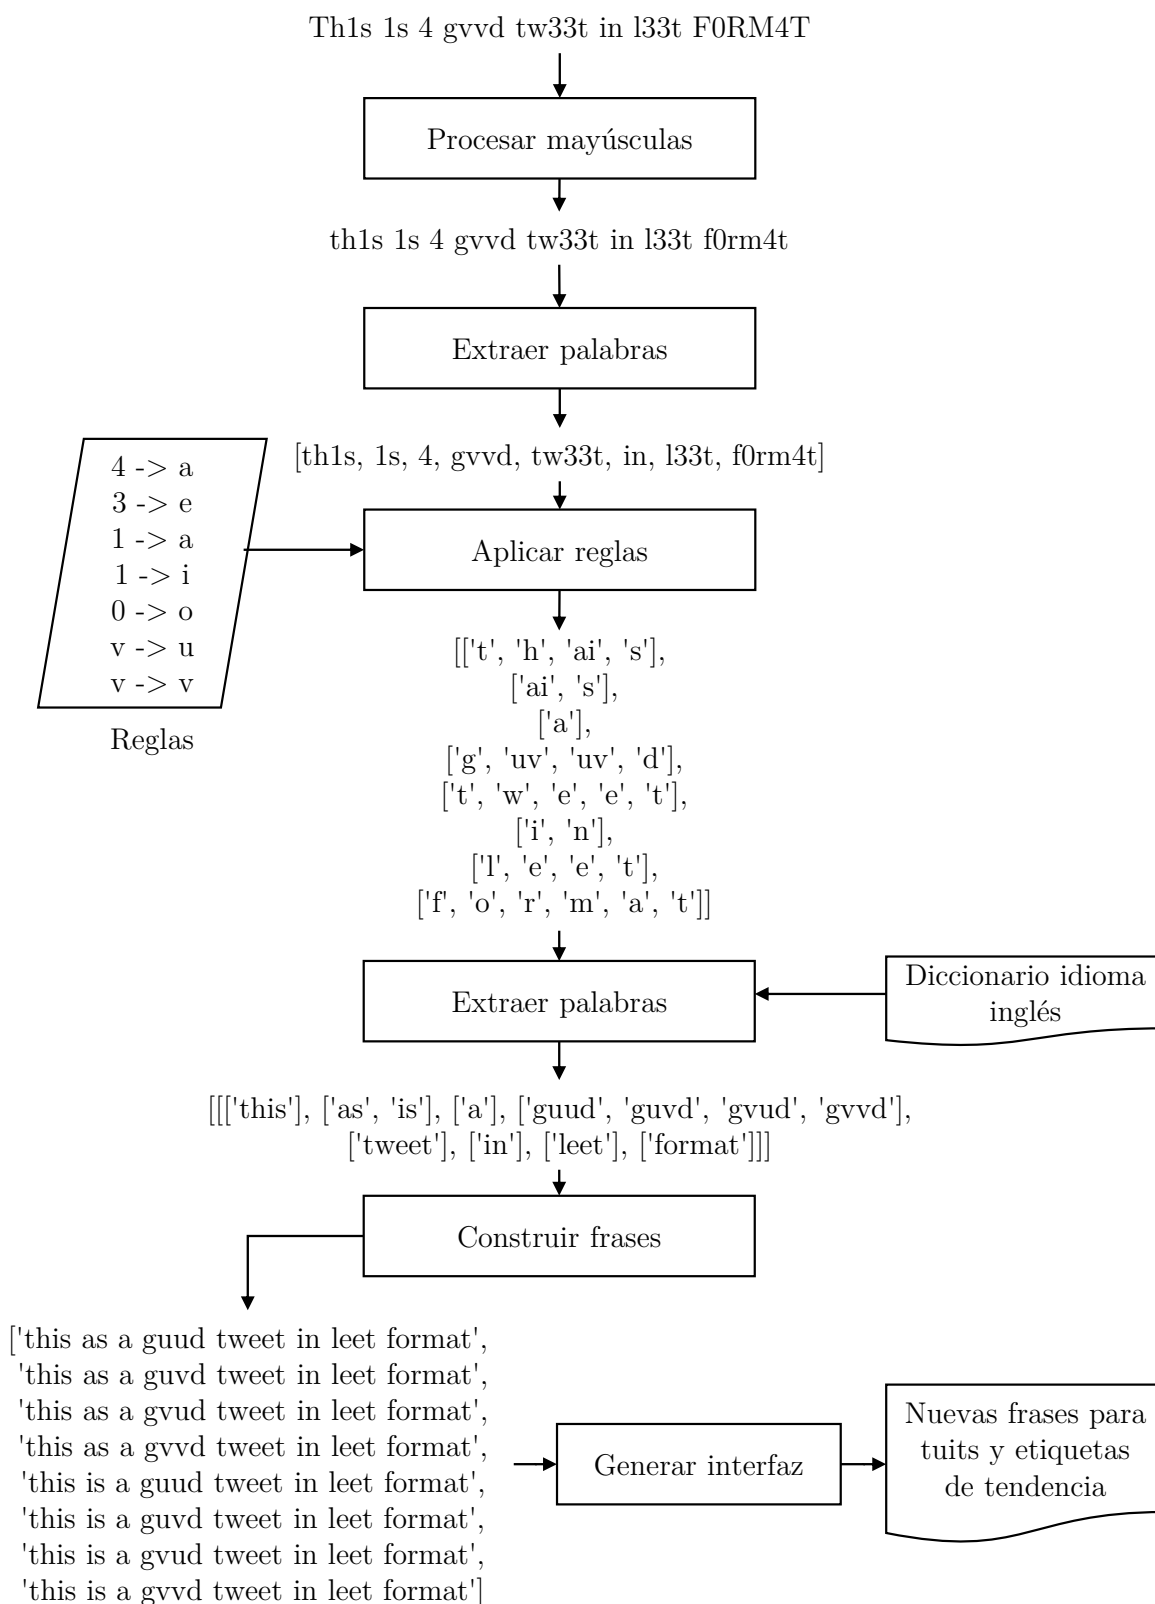 Th1s 1s 4 gvvd tw33t in l33t F0RM4T
Procesar mayúsculas
th1s 1s 4 gvvd tw33t in l33t f0rm4t
Extraer palabras
[th1s, 1s, 4, gvvd, tw33t, in, l33t, f0rm4t]
4 -> a
3 -> e
1 -> a
1 -> i
0 -> o
v -> u
v -> v
Reglas
Aplicar reglas
[['t', 'h', 'ai', 's'],
['ai', 's'],
['a'],
['g', 'uv', 'uv', 'd'],
['t', 'w', 'e', 'e', 't'],
['i', 'n'],
['l', 'e', 'e', 't'],
['f', 'o', 'r', 'm', 'a', 't']]
Extraer palabras
Diccionario idioma
inglés
[[['this'], ['as', 'is'], ['a'], ['guud', 'guvd', 'gvud', 'gvvd'],
['tweet'], ['in'], ['leet'], ['format']]]
Construir frases
['this as a guud tweet in leet format',
'this as a guvd tweet in leet format',
'this as a gvud tweet in leet format',
'this as a gvvd tweet in leet format',
'this is a guud tweet in leet format',
'this is a guvd tweet in leet format',
'this is a gvud tweet in leet format',
'this is a gvvd tweet in leet format']
Generar interfaz
Nuevas frases para
tuits y etiquetas
de tendencia